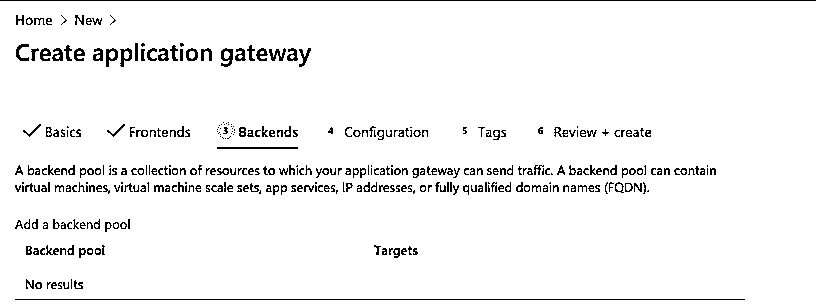 Home > New >
Create application gateway
Basics Frontends 3 Backends 4 Configuration 5 Tags 6 Review + create
A backend pool is a collection of resources to which your application gateway can send traffic. A backend pool can contain
virtual machines, virtual machine scale sets, app services, IP addresses, or fully qualified domain names (FQDN).
Add a backend pool
Backend pool Targets
No results